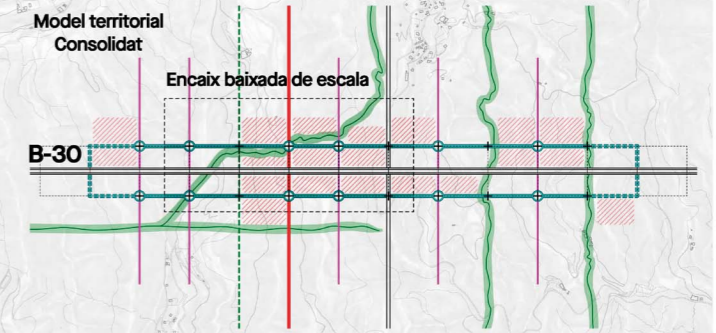 Model territorial
Consolidat
Encaix baixada de escala
B-30